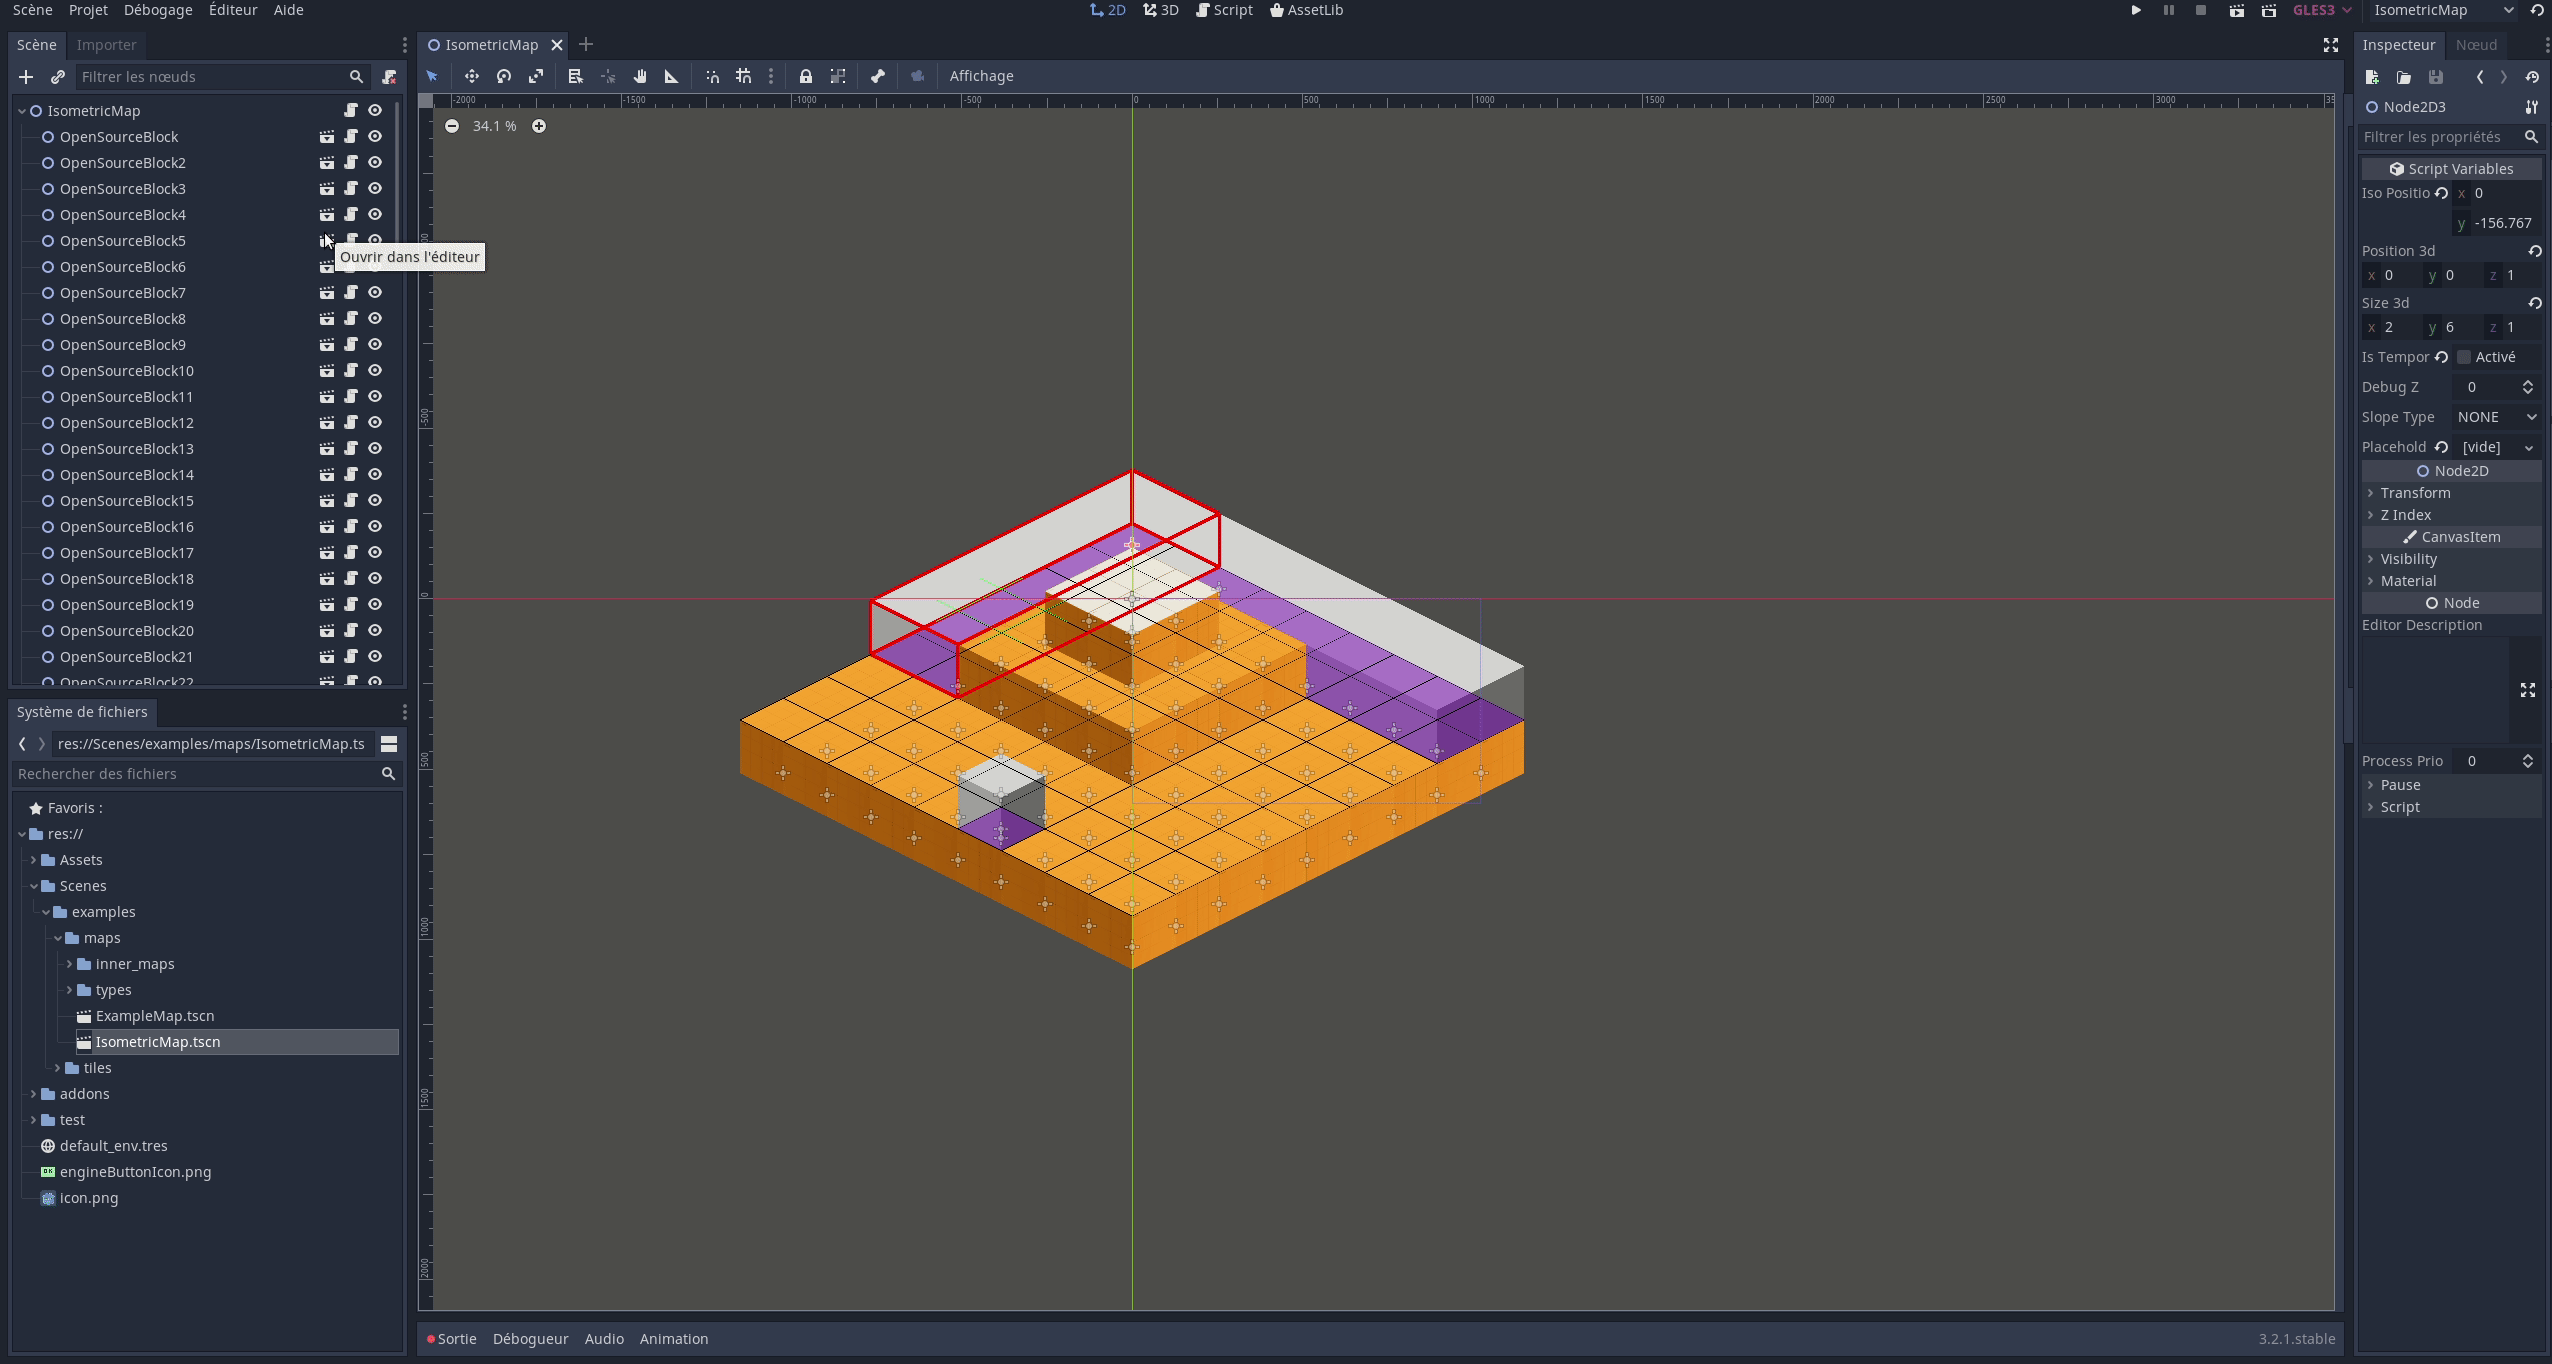 Scène Projet Débogage Éditeur Aide
2D 3D Script AssetLib
GLES3 IsometricMap
Scène Importer
Filtrer les nœuds
IsometricMap
OpenSourceBlock
OpenSourceBlock2
OpenSourceBlock3
OpenSourceBlock4
OpenSourceBlock5
Ouvrir dans l'éditeur
OpenSourceBlock6
OpenSourceBlock7
OpenSourceBlock8
OpenSourceBlock9
OpenSourceBlock10
OpenSourceBlock11
OpenSourceBlock12
OpenSourceBlock13
OpenSourceBlock14
OpenSourceBlock15
OpenSourceBlock16
OpenSourceBlock17
OpenSourceBlock18
OpenSourceBlock19
OpenSourceBlock20
OpenSourceBlock21
OpenSourceBlock22
Système de fichiers
res://Scenes/examples/maps/IsometricMap.ts
Rechercher des fichiers
Favoris :
res://
Assets
Scenes
examples
maps
inner_maps
types
ExampleMap.tscn
IsometricMap.tscn
tiles
addons
test
default_env.tres
engineButtonIcon.png
icon.png
IsometricMap
Affichage
-2000 -1500 -1000 -500 0 500 1000 1500 2000 2500 3000 35
34.1 %
-500
0
500
1000
1500
2000
Sortie Débogueur Audio Animation
3.2.1.stable
Inspecteur Nœud
Node2D3
Filtrer les propriétés
Script Variables
Iso Positio x 0
y -156.767
Position 3d
x 0 y 0 z 1
Size 3d
x 2 y 6 z 1
Is Tempor Activé
Debug Z 0
Slope Type NONE
Placehold [vide]
Node2D
Transform
Z Index
CanvasItem
Visibility
Material
Node
Editor Description
Process Prio 0
Pause
Script